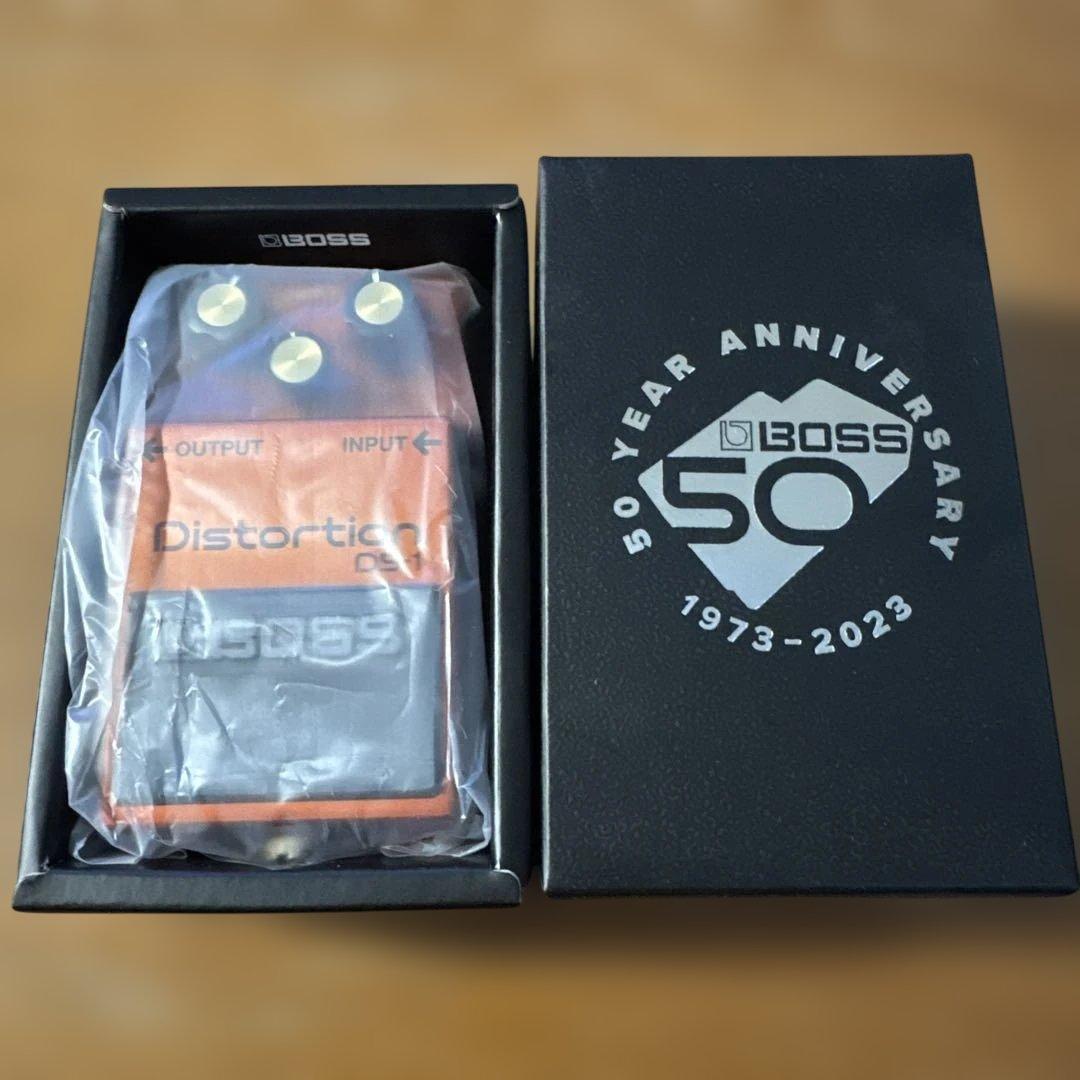 BOSS
OUTPUT
INPUT
Distortion
DS-1
BOSS
50 YEAR ANNIVERSARY
BOSS
50
1973-2023